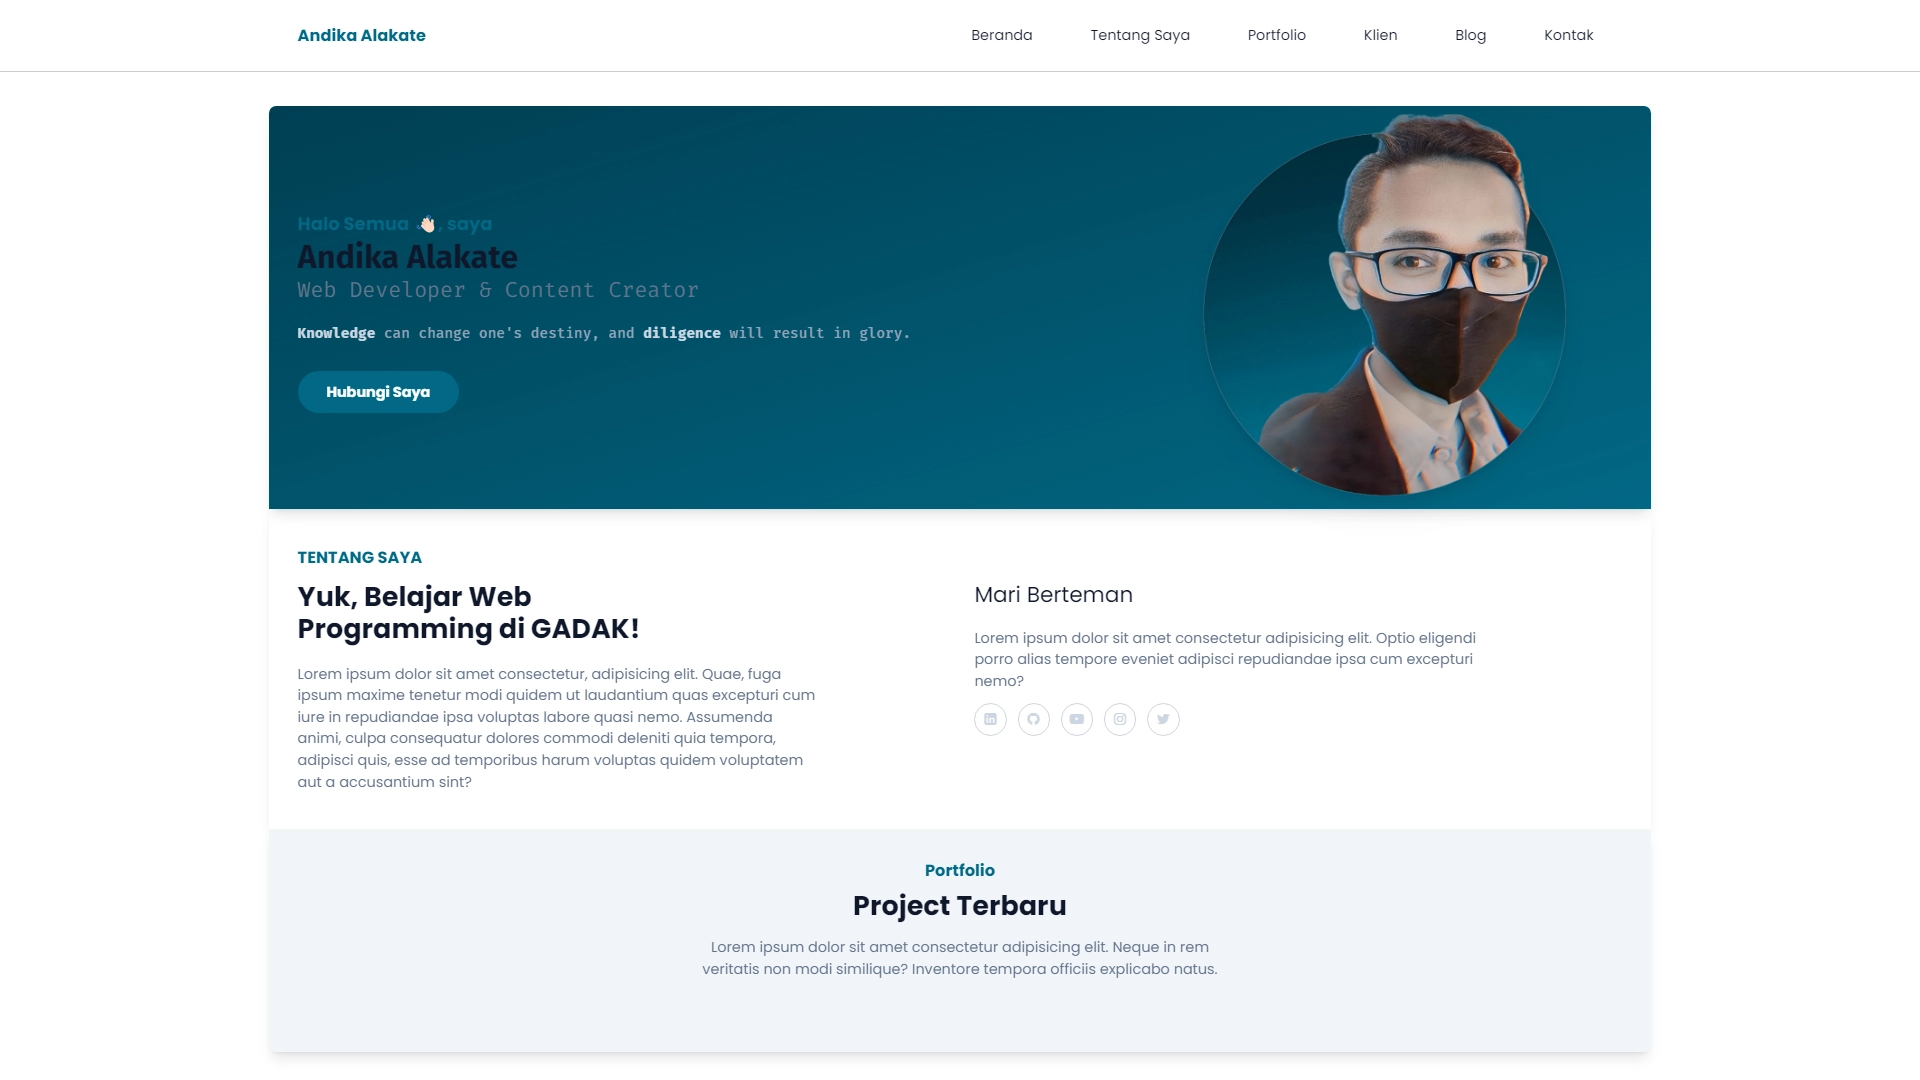 Andika Alakate
Beranda Tentang Saya Portfolio Klien Blog Kontak
Halo Semua 👋🏻, saya
Andika Alakate
Web Developer & Content Creator
Knowledge can change one's destiny, and diligence will result in glory.
Hubungi Saya
TENTANG SAYA
Yuk, Belajar Web
Programming di GADAK!
Lorem ipsum dolor sit amet consectetur, adipisicing elit. Quae, fuga
ipsum maxime tenetur modi quidem ut laudantium quas excepturi cum
iure in repudiandae ipsa voluptas labore quasi nemo. Assumenda
animi, culpa consequatur dolores commodi deleniti quia tempora,
adipisci quis, esse ad temporibus harum voluptas quidem voluptatem
aut a accusantium sint?
Mari Berteman
Lorem ipsum dolor sit amet consectetur adipisicing elit. Optio eligendi
porro alias tempore eveniet adipisci repudiandae ipsa cum excepturi
nemo?
Portfolio
Project Terbaru
Lorem ipsum dolor sit amet consectetur adipisicing elit. Neque in rem
veritatis non modi similique? Inventore tempora officiis explicabo natus.